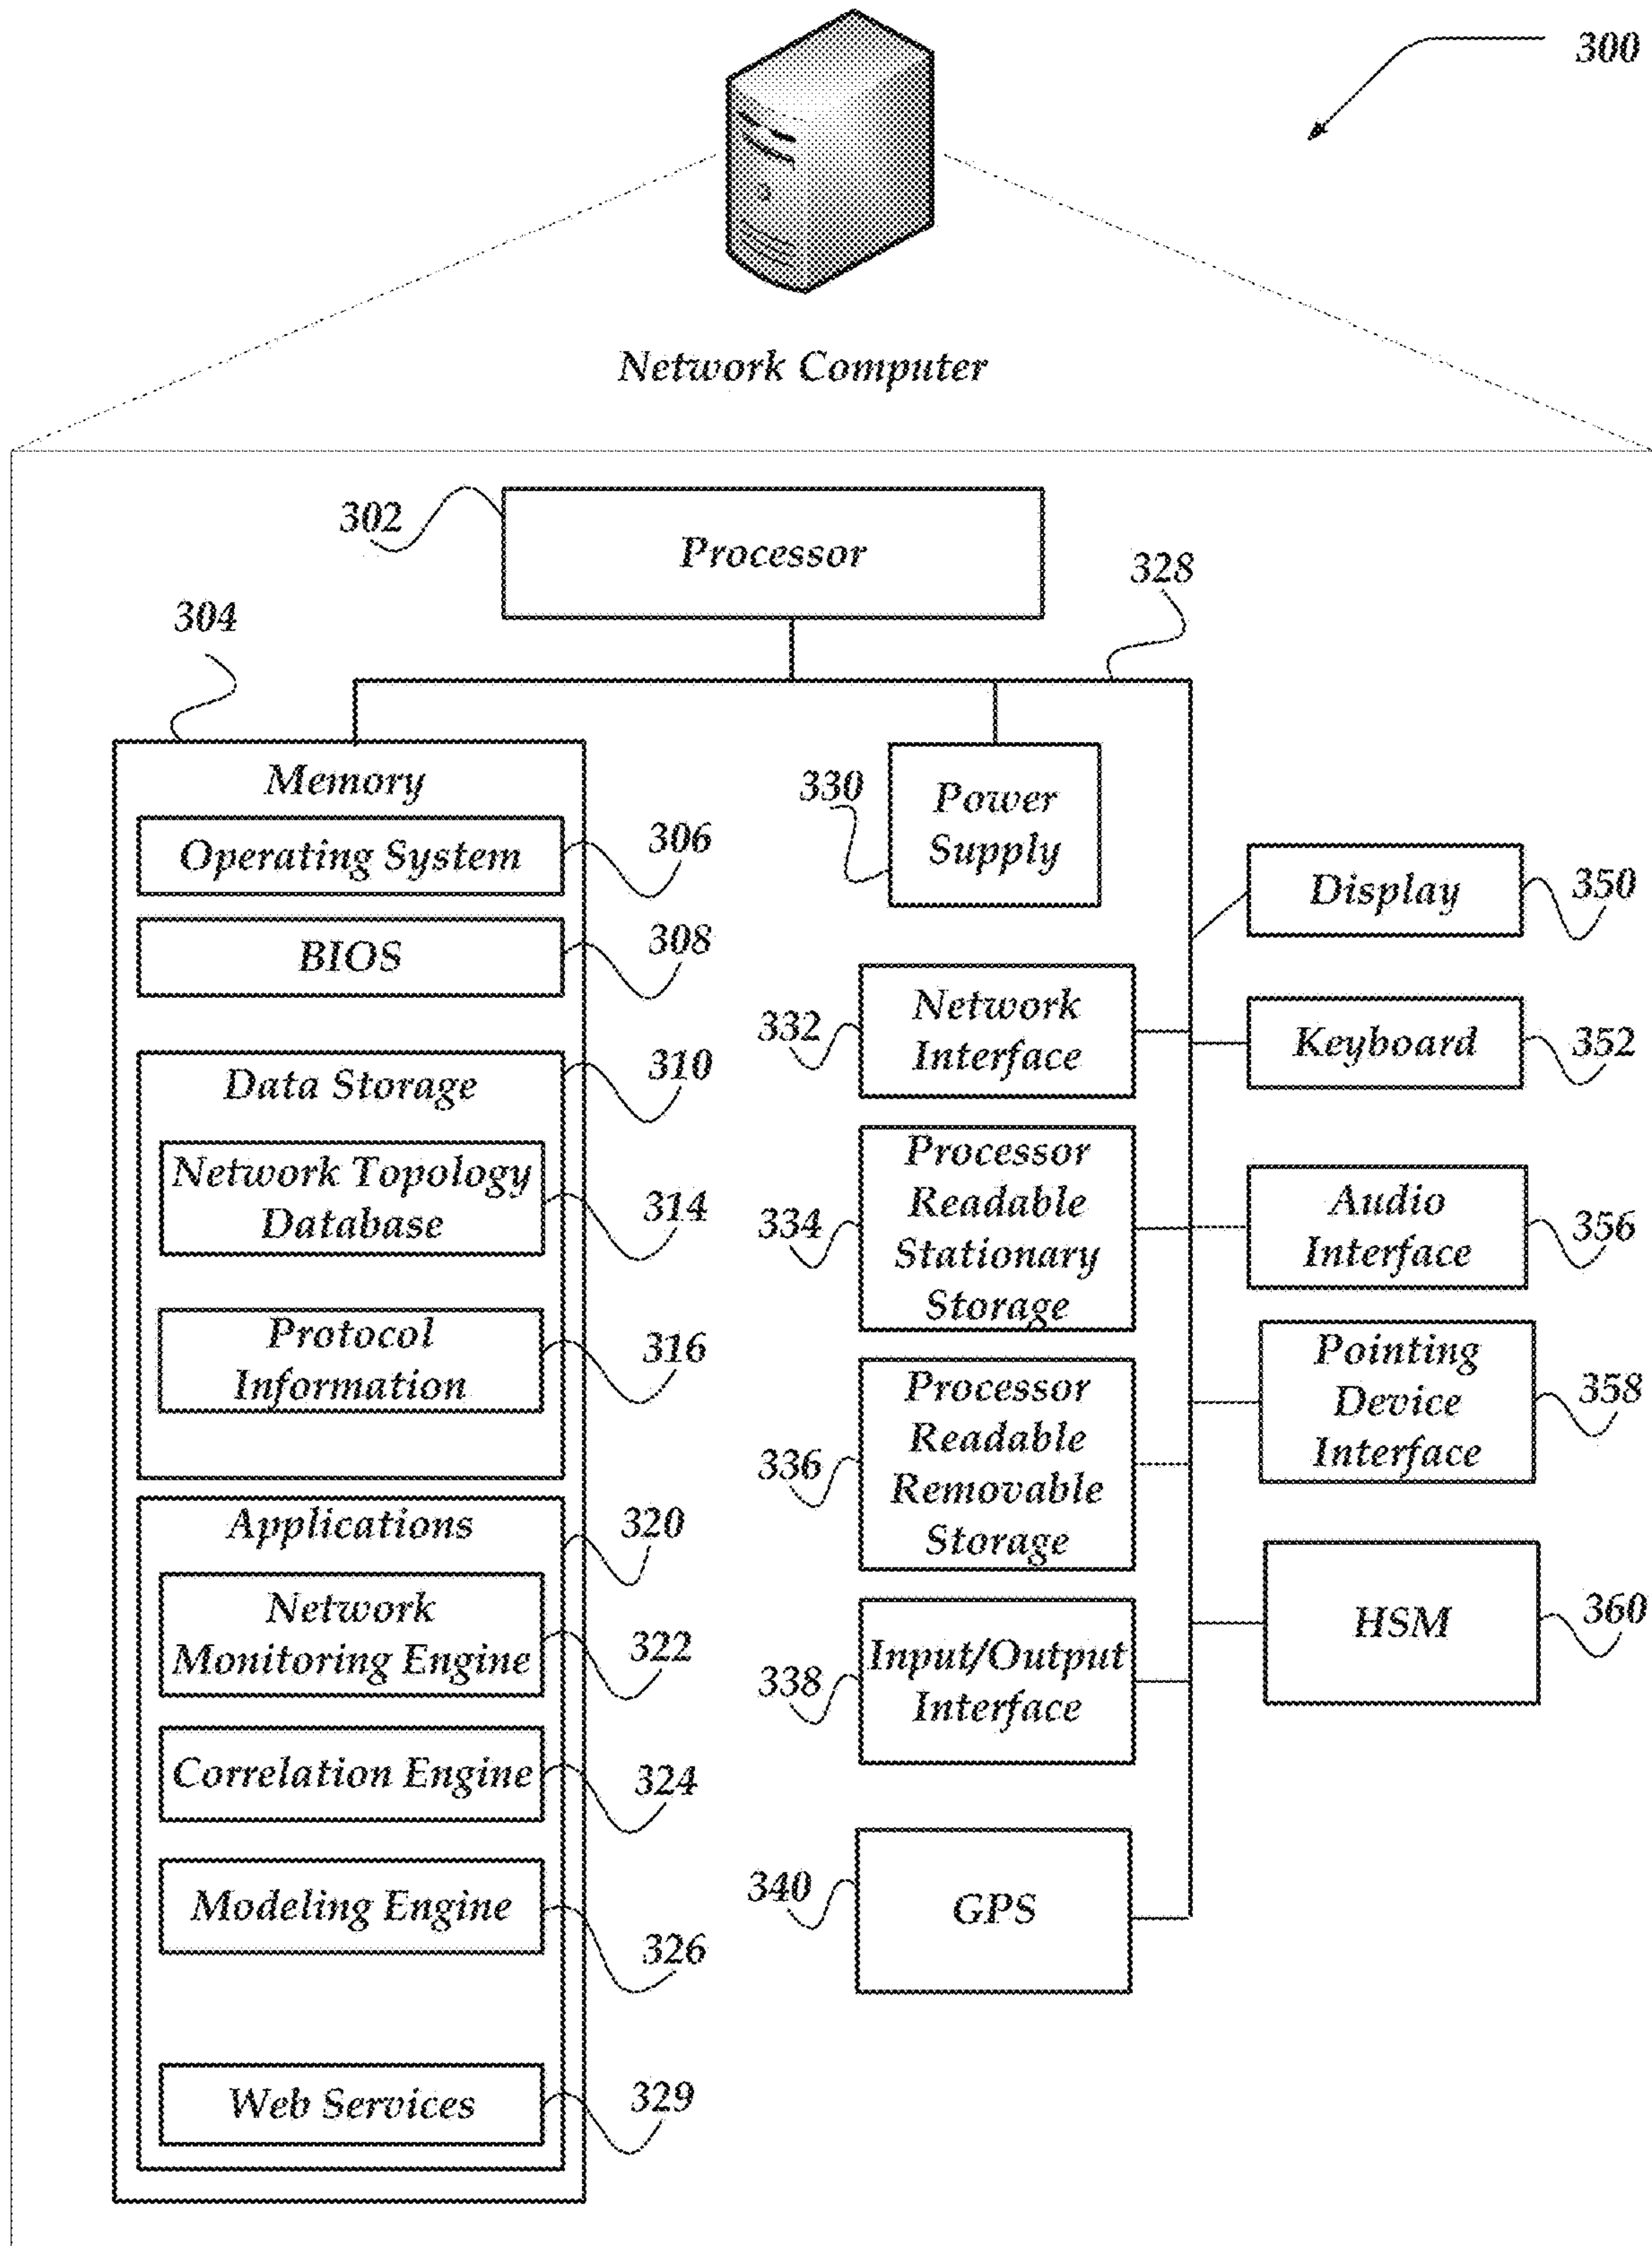 300
Network Computer
302
Processor
328
304
Memory
Operating System
306
BIOS
308
Data Storage
310
Network Topology
Database
314
Protocol
Information
316
Applications
320
Network
Monitoring Engine
322
Correlation Engine
324
Modeling Engine
326
Web Services
329
330
Power
Supply
332
Network
Interface
334
Processor
Readable
Stationary
Storage
336
Processor
Readable
Removable
Storage
338
Input/Output
Interface
340
GPS
Display
350
Keyboard
352
Audio
Interface
356
Pointing
Device
Interface
358
HSM
360